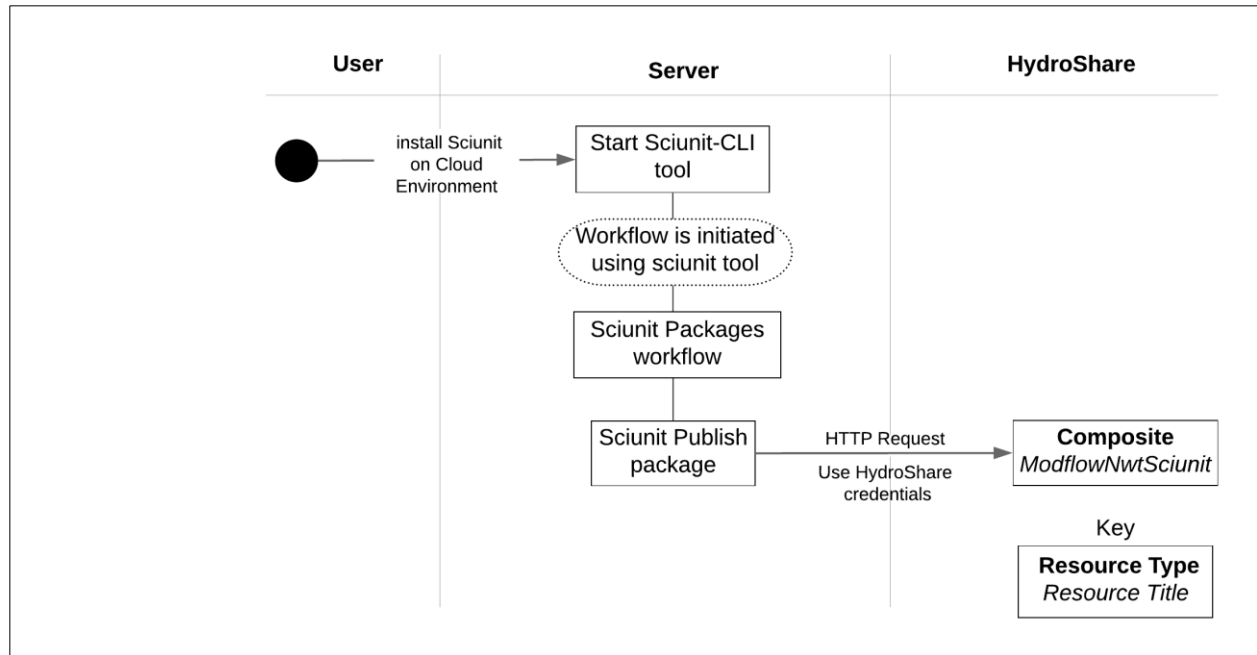 User
Server
HydroShare
install Sciunit
on Cloud
Environment
Start Sciunit-CLI
tool
Workflow is initiated
using sciunit tool
Sciunit Packages
workflow
Sciunit Publish
package
HTTP Request
Use HydroShare
credentials
Composite
ModflowNwtSciunit
Key
Resource Type
Resource Title